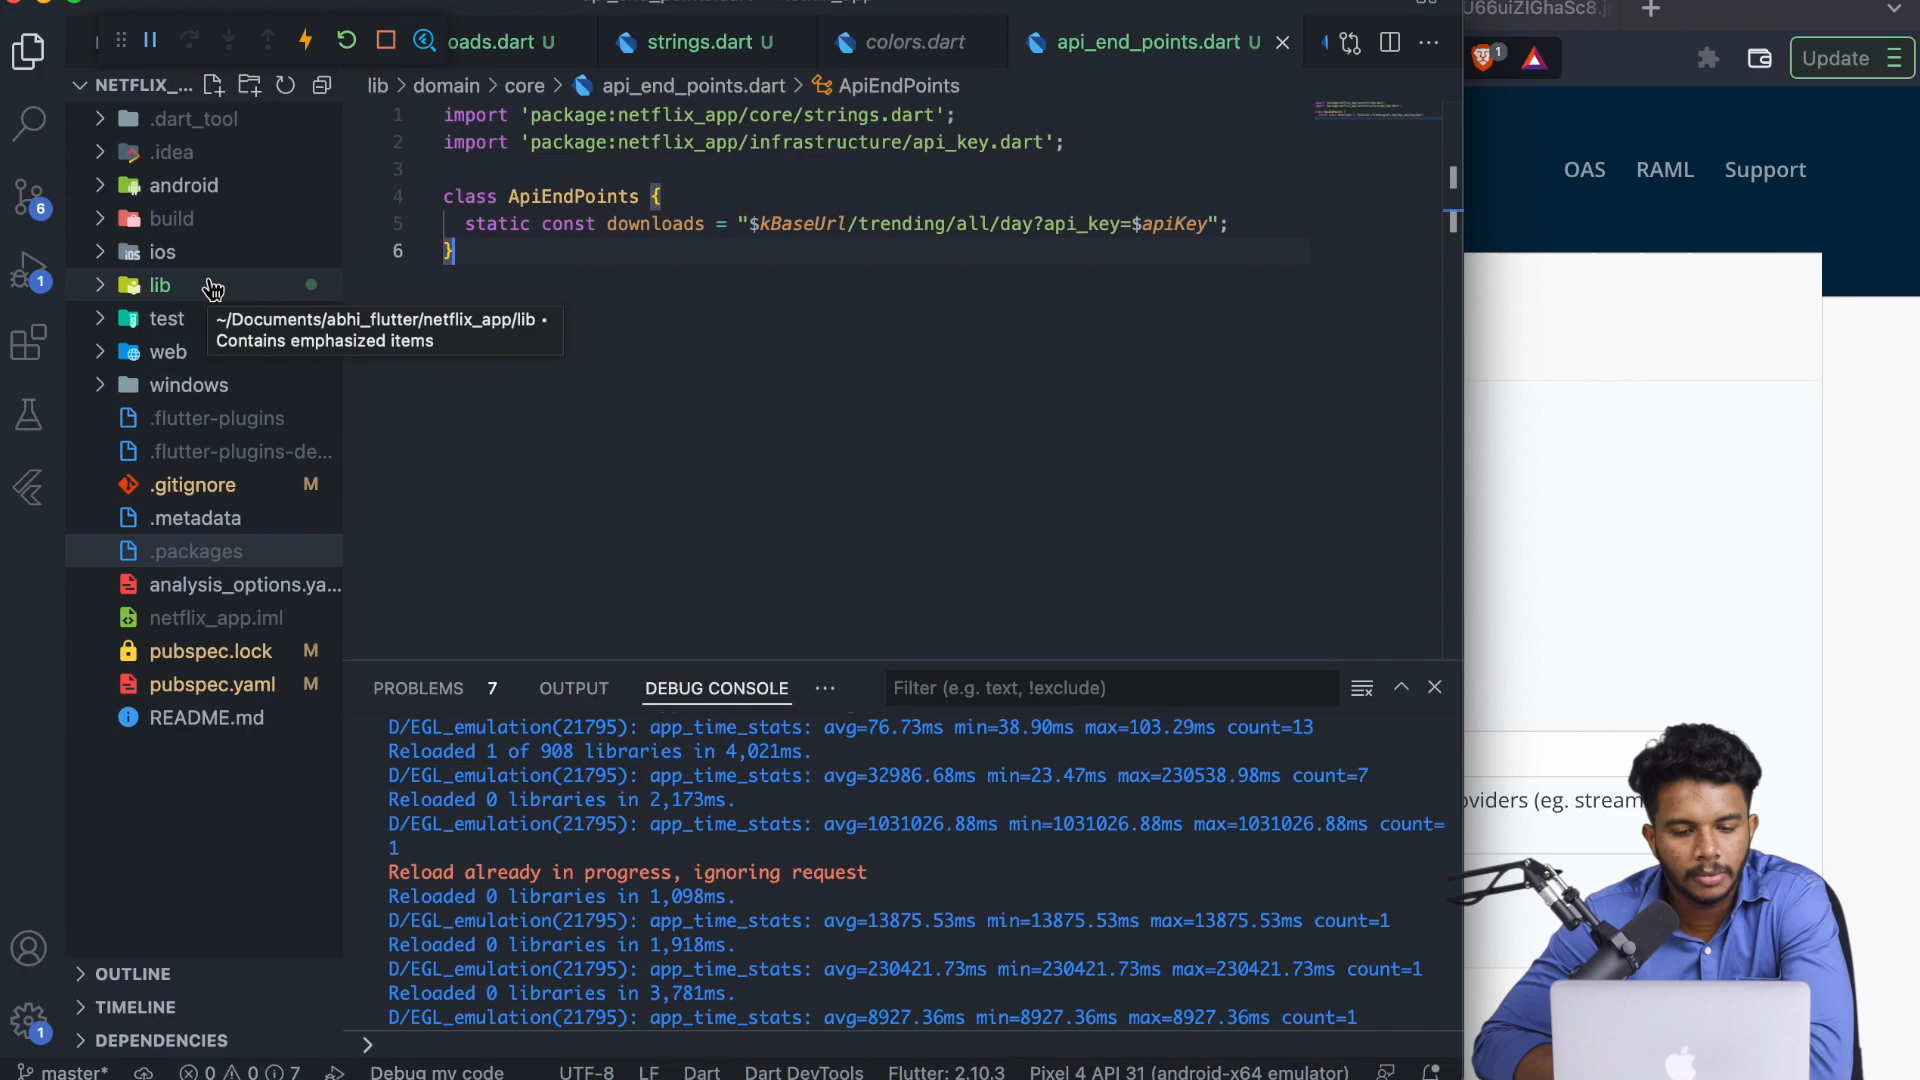 oads.dart U
strings.dart U
colors.dart
api_end_points.dart U
U66uiZIGhaSc8.j
1
Update
NETFLIX_...
lib > domain > core > api_end_points.dart > ApiEndPoints
.dart_tool
.idea
android
build
ios
lib
test
web
windows
.flutter-plugins
.flutter-plugins-de...
.gitignore M
.metadata
.packages
analysis_options.ya...
netflix_app.iml
pubspec.lock M
pubspec.yaml M
README.md
~/Documents/abhi_flutter/netflix_app/lib •
Contains emphasized items
6
1
1
OUTLINE
TIMELINE
DEPENDENCIES
1 import 'package:netflix_app/core/strings.dart';
2 import 'package:netflix_app/infrastructure/api_key.dart';
3
4 class ApiEndPoints {
5 static const downloads = "$kBaseUrl/trending/all/day?api_key=$apiKey";
6 }
OAS RAML Support
oviders (eg. stream
PROBLEMS 7 OUTPUT DEBUG CONSOLE ... Filter (e.g. text, !exclude)
D/EGL_emulation(21795): app_time_stats: avg=76.73ms min=38.90ms max=103.29ms count=13
Reloaded 1 of 908 libraries in 4,021ms.
D/EGL_emulation(21795): app_time_stats: avg=32986.68ms min=23.47ms max=230538.98ms count=7
Reloaded 0 libraries in 2,173ms.
D/EGL_emulation(21795): app_time_stats: avg=1031026.88ms min=1031026.88ms max=1031026.88ms count=
1
Reload already in progress, ignoring request
Reloaded 0 libraries in 1,098ms.
D/EGL_emulation(21795): app_time_stats: avg=13875.53ms min=13875.53ms max=13875.53ms count=1
Reloaded 0 libraries in 1,918ms.
D/EGL_emulation(21795): app_time_stats: avg=230421.73ms min=230421.73ms max=230421.73ms count=1
Reloaded 0 libraries in 3,781ms.
D/EGL_emulation(21795): app_time_stats: avg=8927.36ms min=8927.36ms max=8927.36ms count=1
>
master* 0 0 7 Debug my code UTF-8 LF Dart Dart DevTools Flutter: 2.10.3 Pixel 4 API 31 (android-x64 emulator)